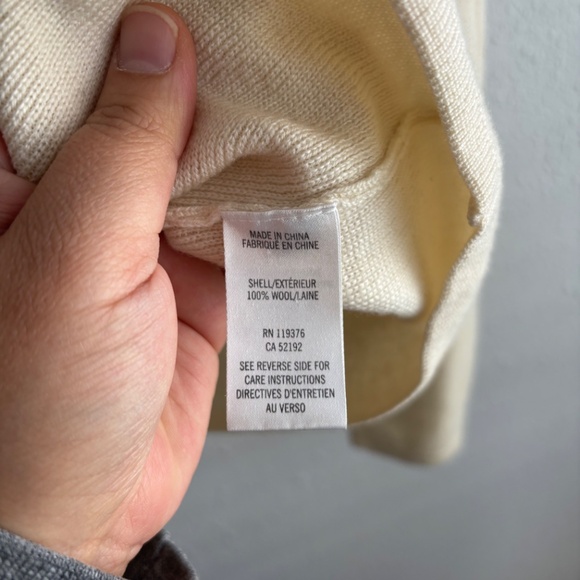 MADE IN CHINA
FABRIQUÉ EN CHINE
SHELL/EXTÉRIEUR
100% WOOL/LAINE
RN 119376
CA 52192
SEE REVERSE SIDE FOR
CARE INSTRUCTIONS
DIRECTIVES D'ENTRETIEN
AU VERSO